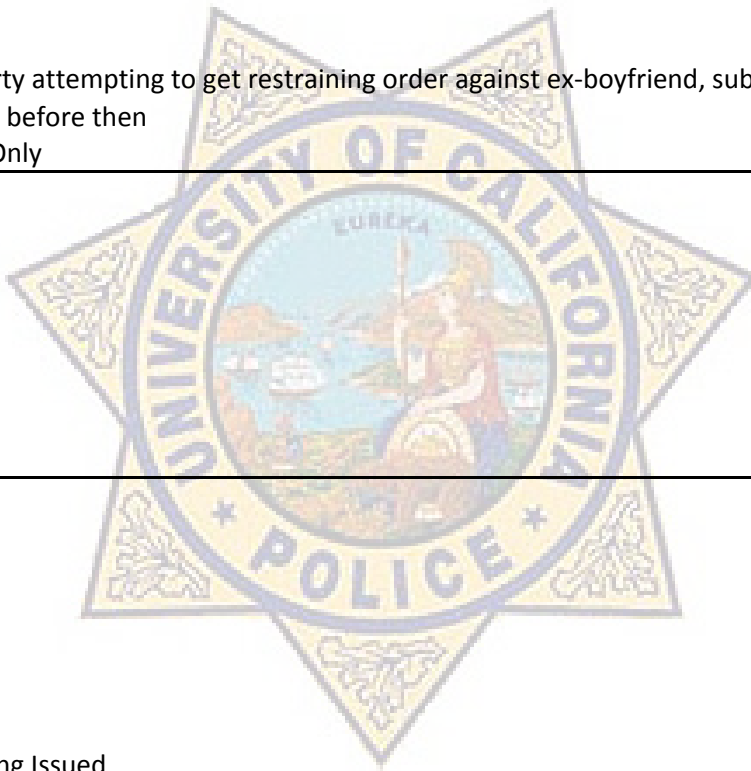 rty attempting to get restraining order against ex-boyfriend, sub
before then
Only
UNIVERSITY OF CALIFORNIA
EUREKA
POLICE
ng Issued